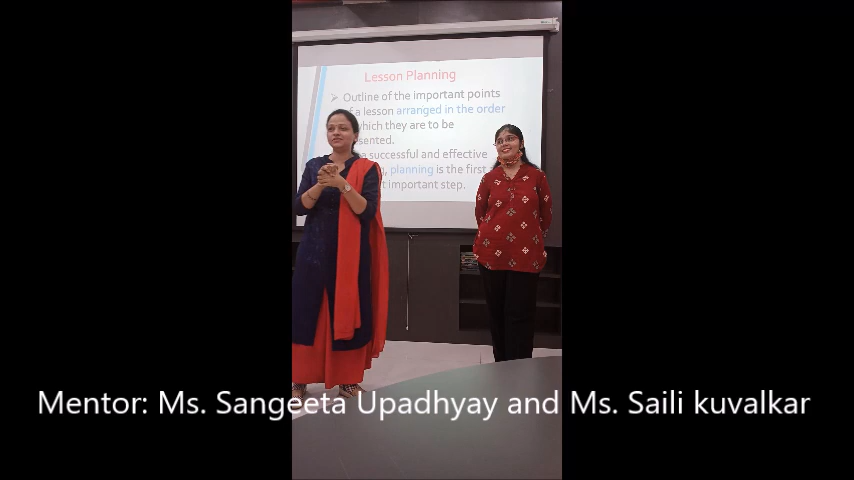 Lesson Planning
Outline of the important points
of a lesson arranged in the order
which they are to be
sented.
a successful and effective
planning is the first
t important step.
Mentor: Ms. Sangeeta Upadhyay and Ms. Saili kuvalkar